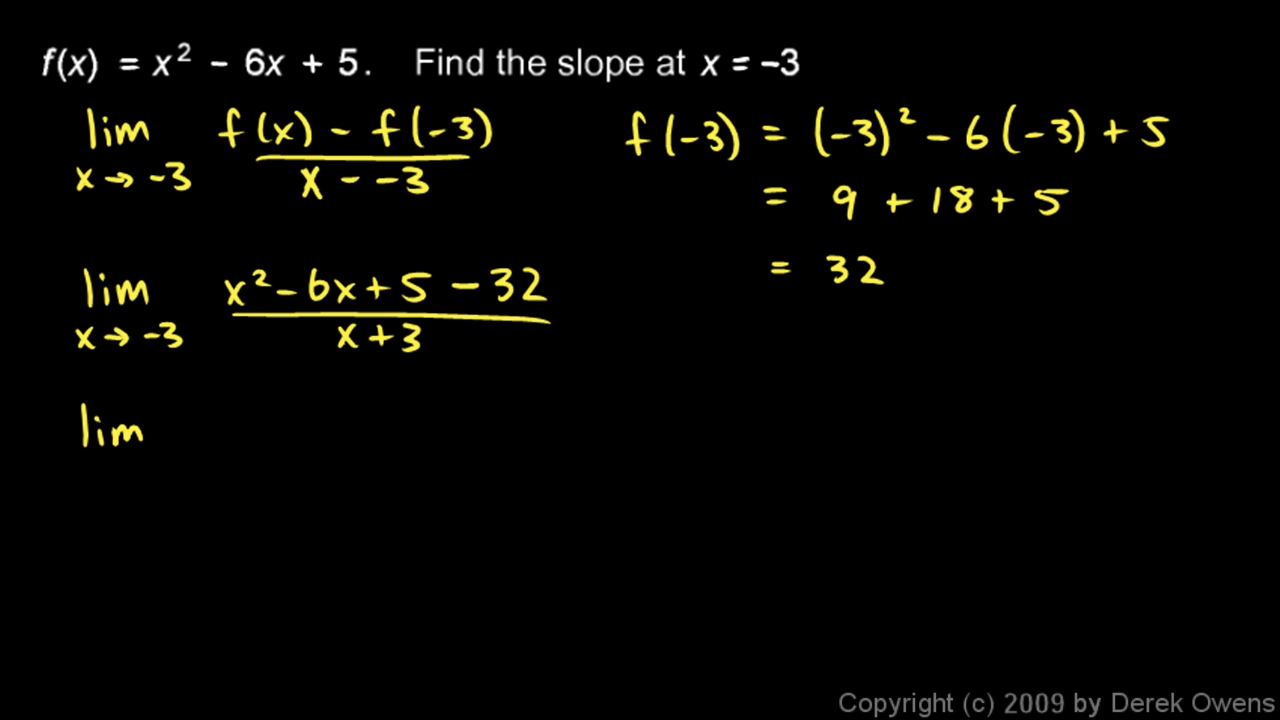 f(x) = x² - 6x + 5. Find the slope at x = -3
lim f(x) - f(-3)
x → -3 x - -3
f(-3) = (-3)² - 6(-3) + 5
= 9 + 18 + 5
= 32
lim x² - 6x + 5 - 32
x → -3 x + 3
lim
Copyright (c) 2009 by Derek Owens